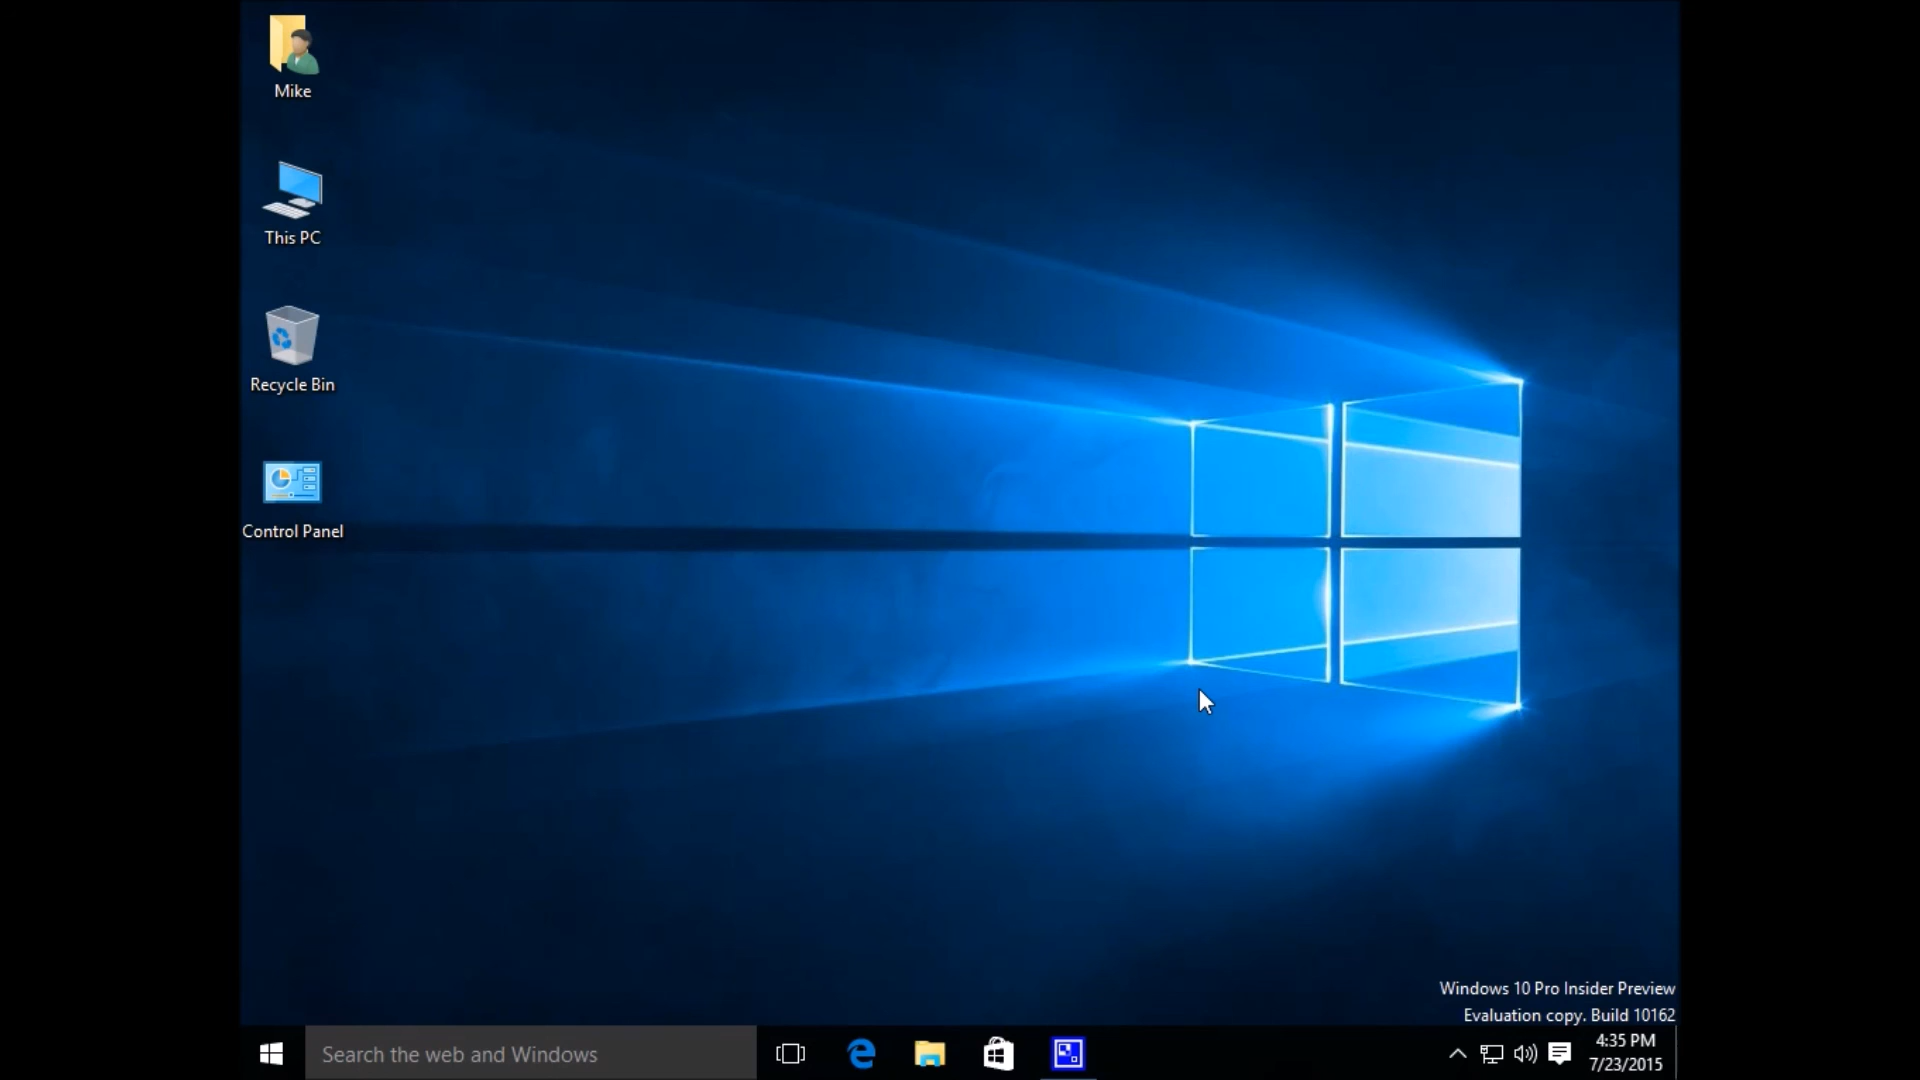 Mike
This PC
Recycle Bin
Control Panel
Windows 10 Pro Insider Preview
Evaluation copy. Build 10162
Search the web and Windows
4:35 PM
7/23/2015